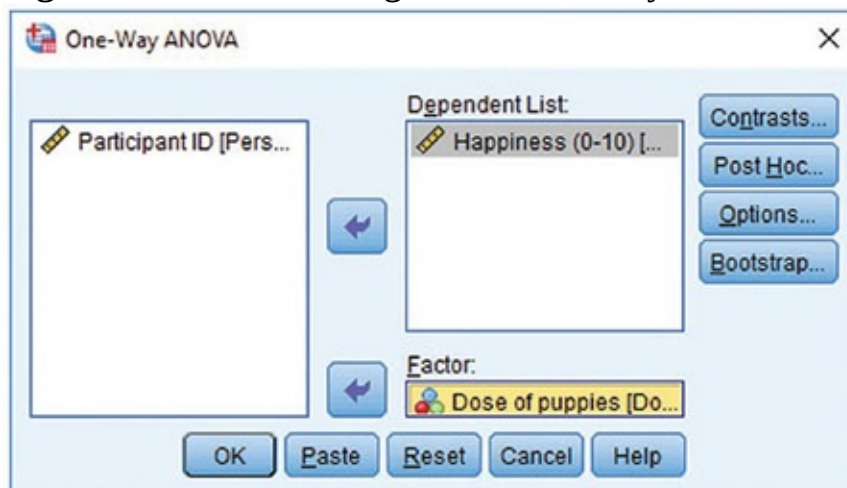 One-Way ANOVA
Dependent List:
Participant ID [Pers...
Happiness (0-10) [...
Contrasts...
Post Hoc...
Options...
Bootstrap...
Factor:
Dose of puppies [Do...
OK Paste Reset Cancel Help